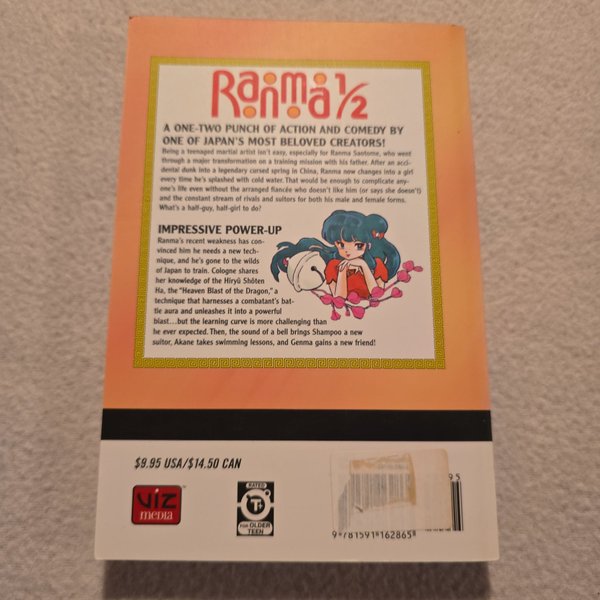 Ranma ½
A ONE-TWO PUNCH OF ACTION AND COMEDY BY
ONE OF JAPAN'S MOST BELOVED CREATORS!
Being a teenaged martial artist isn't easy, especially for Ranma Saotome, who went
through a major transformation on a training mission with his father. After an acci-
dental dunk into a legendary cursed spring in China, Ranma now changes into a girl
every time he's splashed with cold water. That would be enough to complicate any-
one's life even without the arranged fiancée who doesn't like him (or says she doesn't)
and the constant stream of rivals and suitors for both his male and female forms.
What's a half-guy, half-girl to do?
IMPRESSIVE POWER-UP
Ranma's recent weakness has con-
vinced him he needs a new tech-
nique, and he's gone to the wilds
of Japan to train. Cologne shares
her knowledge of the Hiryū Shōten
Ha, the "Heaven Blast of the Dragon," a
technique that harnesses a combatant's bat-
tle aura and unleashes it into a powerful
blast...but the learning curve is more challenging than
he ever expected. Then, the sound of a bell brings Shampoo a new
suitor, Akane takes swimming lessons, and Genma gains a new friend!
$9.95 USA/$14.50 CAN
VIZ
media
RATED
T+
FOR OLDER
TEEN
95
9 781591 162865